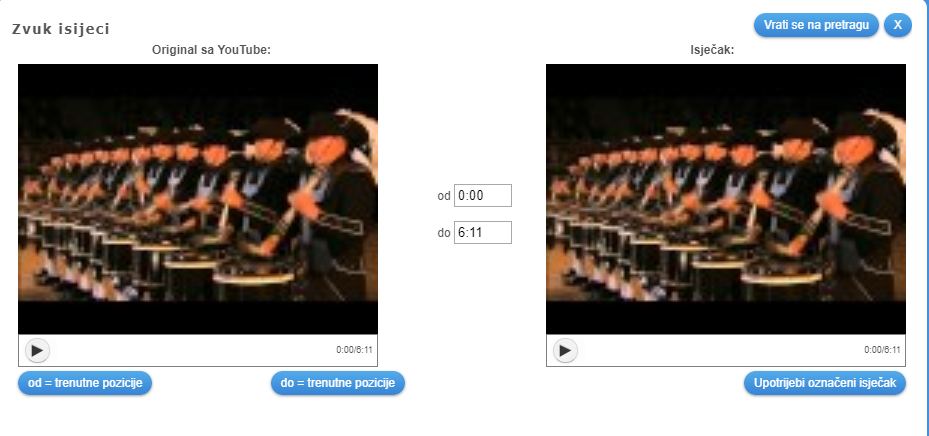 Zvuk isijeci
Vrati se na pretragu
X
Original sa YouTube:
Isječak:
od 0:00
do 6:11
0:00/6:11
0:00/6:11
od = trenutne pozicije
do = trenutne pozicije
Upotrijebi označeni isječak